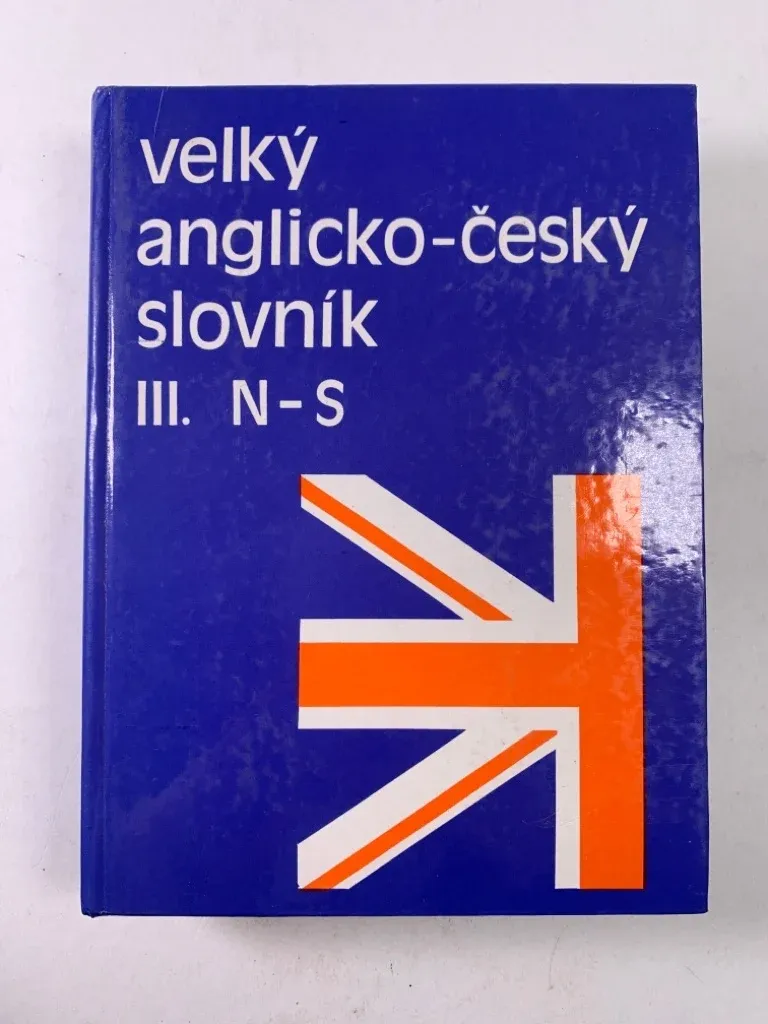 velký
anglicko-český
slovník
III. N-S